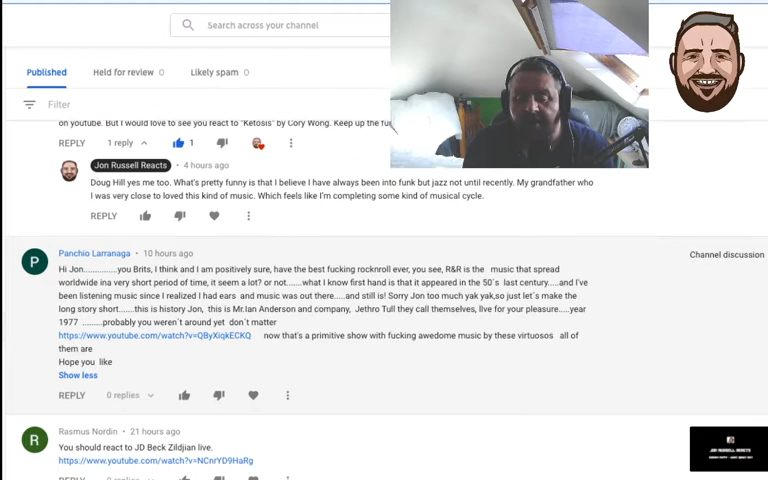 Search across your channel
Published
Held for review 0
Likely spam 0
Filter
on youtube. But I would love to see you react to "Ketosis" by Cory Wong. Keep up the
REPLY 1 reply 1
Jon Russell Reacts • 4 hours ago
Doug Hill yes me too. What's pretty funny is that I believe I have always been into funk but jazz not until recently. My grandfather who
I was very close to loved this kind of music. Which feels like I'm completing some kind of musical cycle.
REPLY
P
Panchio Larranaga • 10 hours ago
Channel discussion
Hi Jon...............you Brits, I think and I am positively sure, have the best fucking rocknroll ever, you see, R&R is the music that spread
worldwide ina very short period of time, it seem a lot? or not.......what I know first hand is that it appeared in the 50´s last century.....and I've
been listening music since I realized I had ears and music was out there.....and still is! Sorry Jon too much yak yak,so just let´s make the
long story short.......this is history Jon, this is Mr.Ian Anderson and company, Jethro Tull they call themselves, lIve for your pleasure.....year
1977 .........probably you weren´t around yet don´t matter
https://www.youtube.com/watch?v=QByXiqkECKQ now that's a primitive show with fucking awedome music by these virtuosos all of
them are
Hope you like
Show less
REPLY 0 replies
R
Rasmus Nordin • 21 hours ago
You should react to JD Beck Zildjian live.
https://www.youtube.com/watch?v=NCnrYD9HaRg
JON RUSSELL REACTS